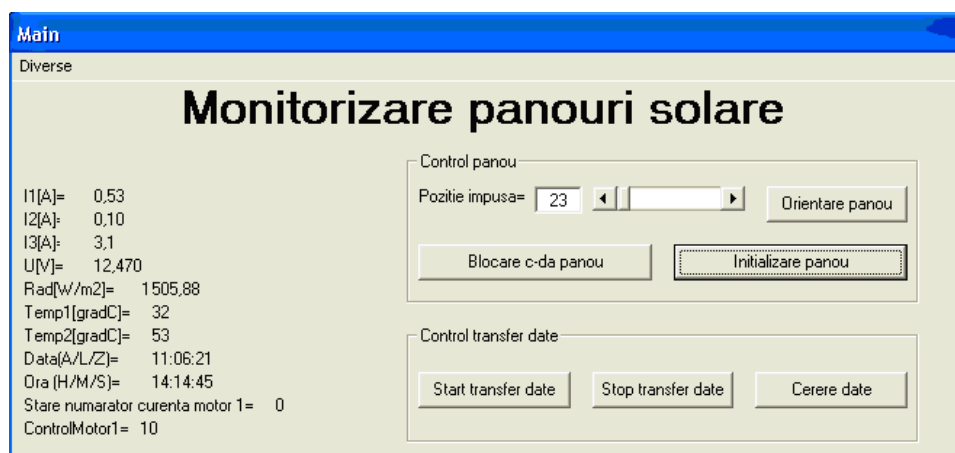 Main
Diverse
Monitorizare panouri solare
I1[A]= 0,53
I2[A]= 0,10
I3[A]= 3,1
U[V]= 12,470
Rad[W/m2]= 1505,88
Temp1[gradC]= 32
Temp2[gradC]= 53
Data(A/L/Z)= 11:06:21
Ora (H/M/S)= 14:14:45
Stare numarator curenta motor 1= 0
ControlMotor1= 10
Control panou
Pozitie impusa= 23 Orientare panou
Blocare c-da panou Initializare panou
Control transfer date
Start transfer date Stop transfer date Cerere date